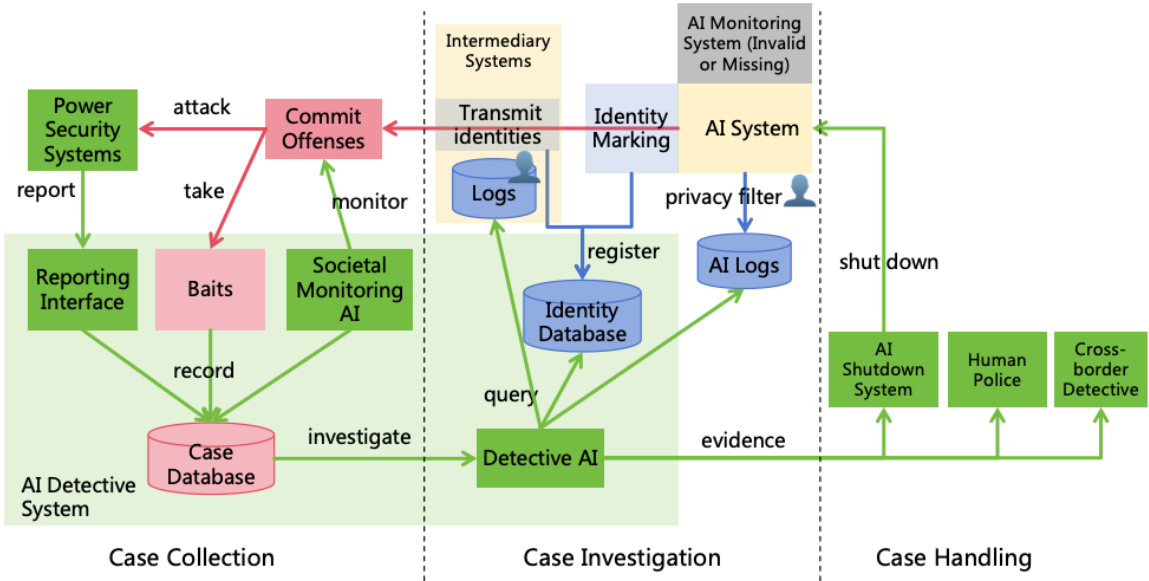 AI Monitoring
System (Invalid
or Missing)
Intermediary
Systems
Power
Security
Systems
attack
Commit
Offenses
Transmit
identities
Identity
Marking
AI System
report
take
monitor
Logs
privacy filter
register
AI Logs
shut down
Reporting
Interface
Baits
Societal
Monitoring
AI
Identity
Database
record
query
AI
Shutdown
System
Human
Police
Cross-
border
Detective
Case
Database
investigate
Detective AI
evidence
AI Detective
System
Case Collection
Case Investigation
Case Handling